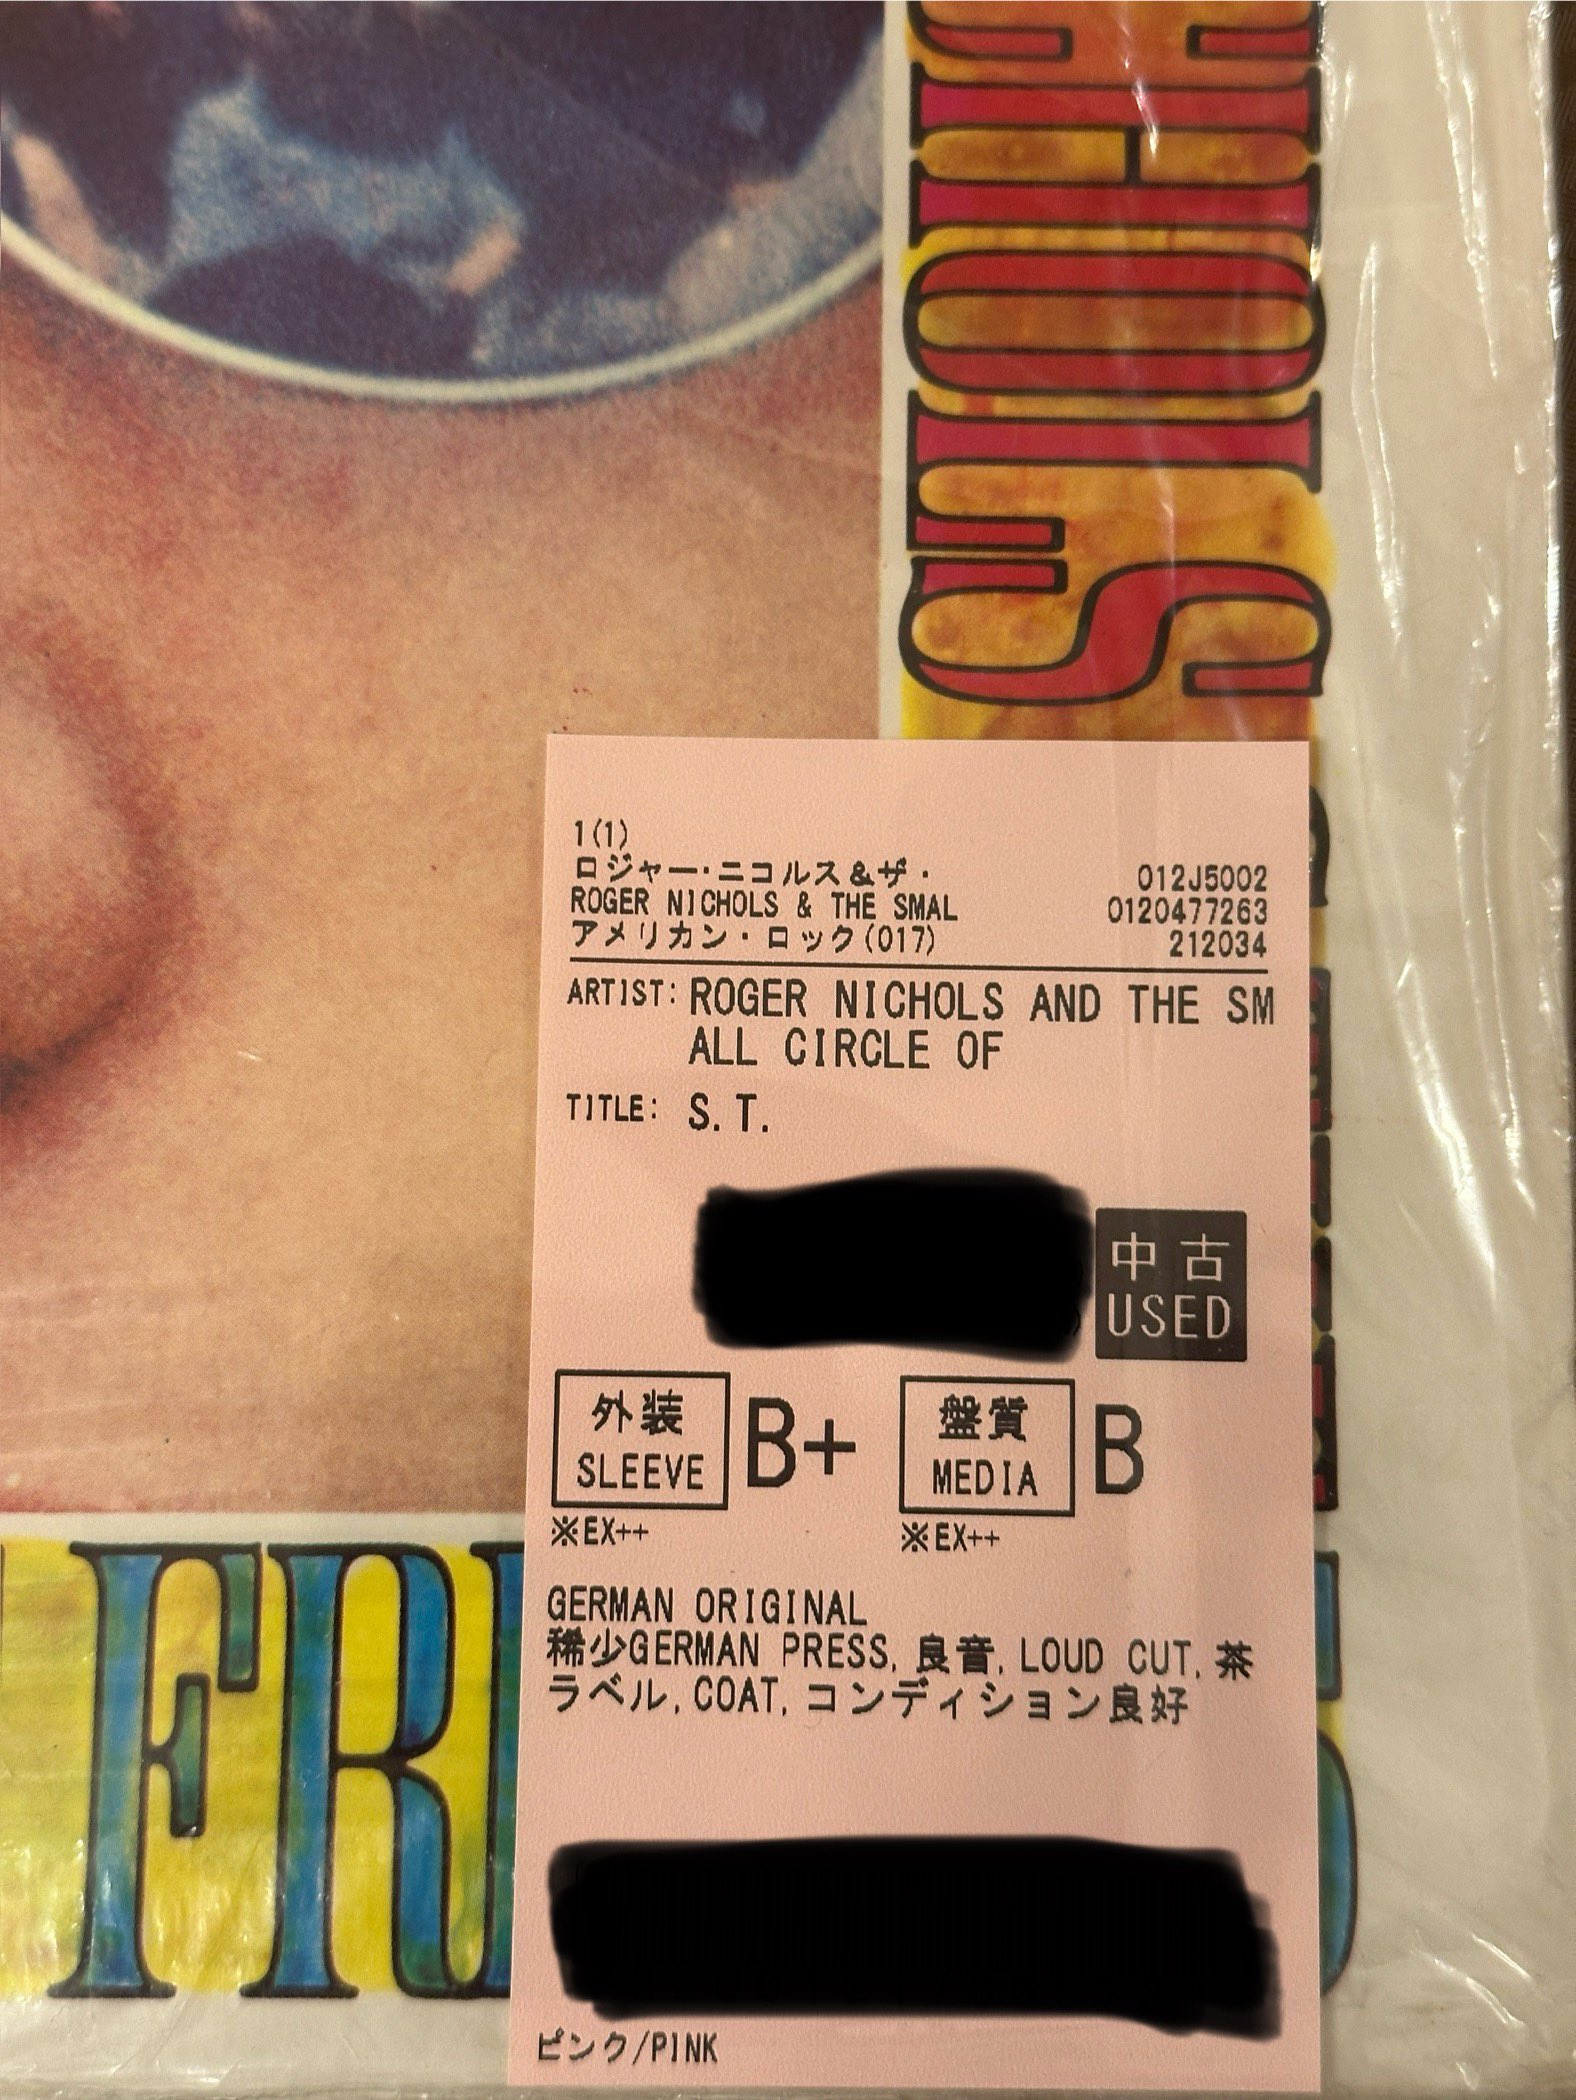 CHOLS
1(1)
ロジャー・ニコルス&ザ・
012J5002
ROGER NICHOLS & THE SMAL
0120477263
アメリカン・ロック(017)
212034
ARTIST: ROGER NICHOLS AND THE SM
ALL CIRCLE OF
TITLE: S.T.
中古
USED
外装
SLEEVE
B+
盤質
MEDIA
B
※EX++
※EX++
GERMAN ORIGINAL
稀少GERMAN PRESS, 良音, LOUD CUT, 茶
ラベル, COAT, コンディション良好
FR
ピンク/PINK